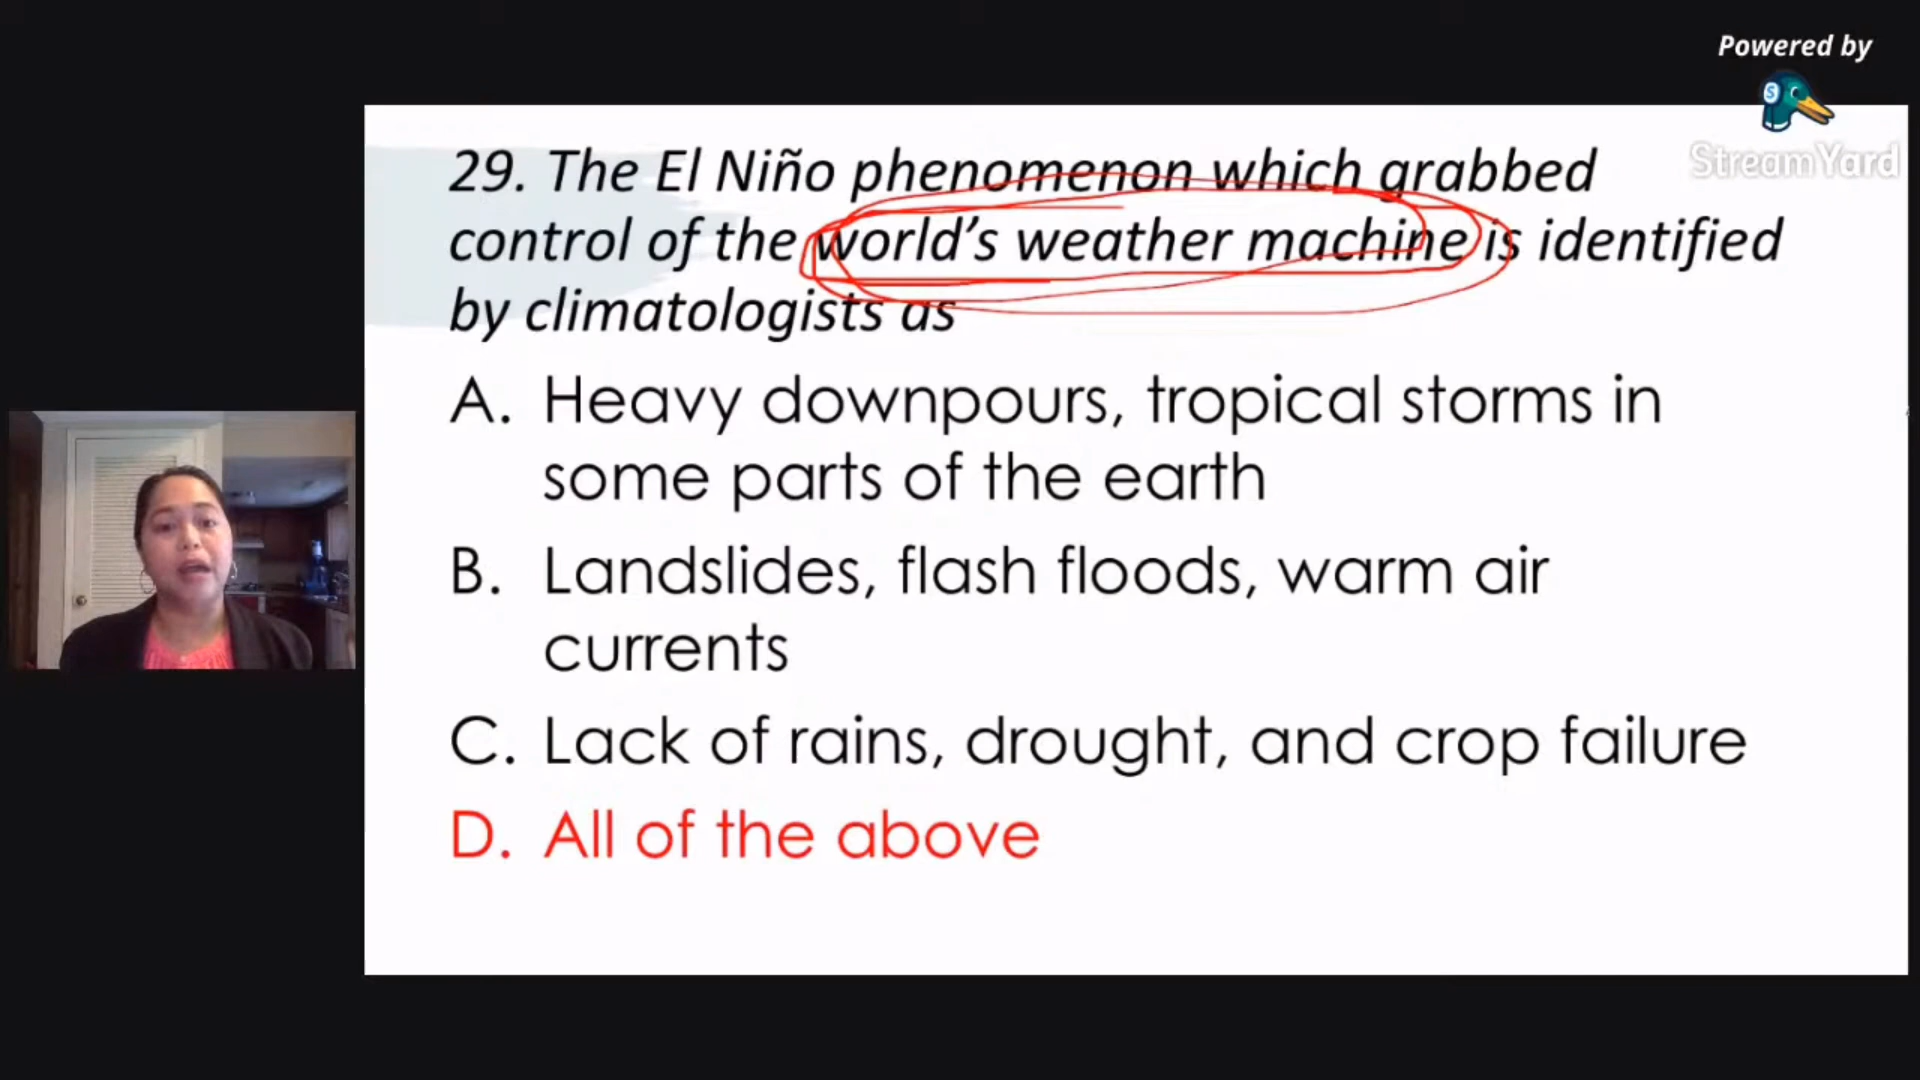 Powered by
StreamYard
29. The El Niño phenomenon which grabbed
control of the world's weather machine is identified
by climatologists as
A. Heavy downpours, tropical storms in
some parts of the earth
B. Landslides, flash floods, warm air
currents
C. Lack of rains, drought, and crop failure
D. All of the above